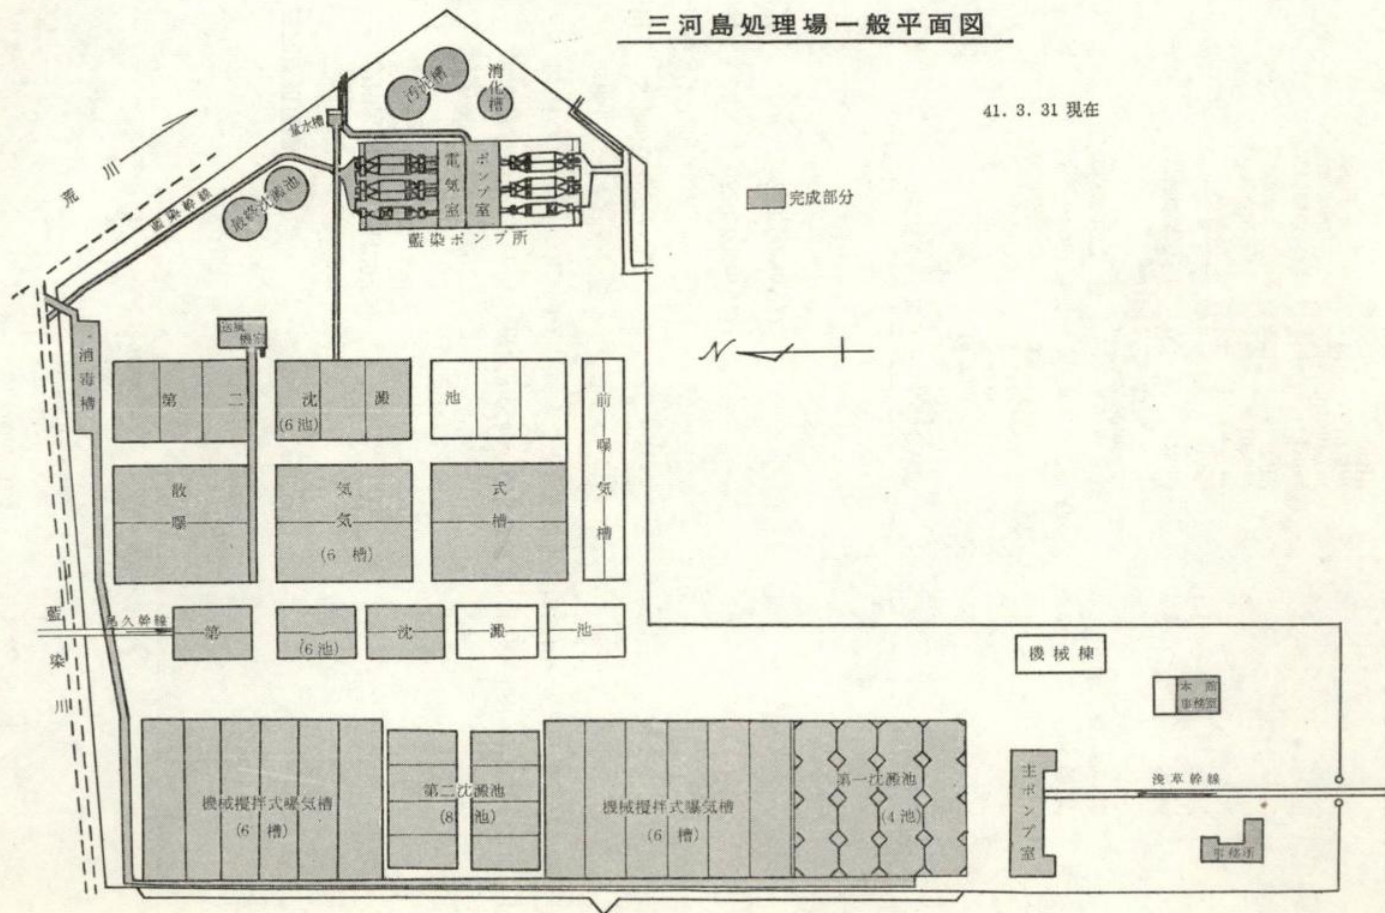 三河島処理場一般平面図
41. 3. 31 現在
完成部分
荒川
藍染幹線
量水槽
汚泥槽
消化槽
最終沈澱池
電気室
ポンプ室
藍染ポンプ所
N
送風機室
消毒槽
第二沈澱池
(6池)
前曝気槽
散気式
曝気槽
(6 槽)
藍染川
久幹線
第沈澱池
(6池)
機械棟
本館
事務室
機械攪拌式曝気槽
(6 槽)
第二沈澱池
(8 池)
機械攪拌式曝気槽
(6 槽)
第一沈澱池
(4池)
主ポンプ室
浅草幹線
事務所